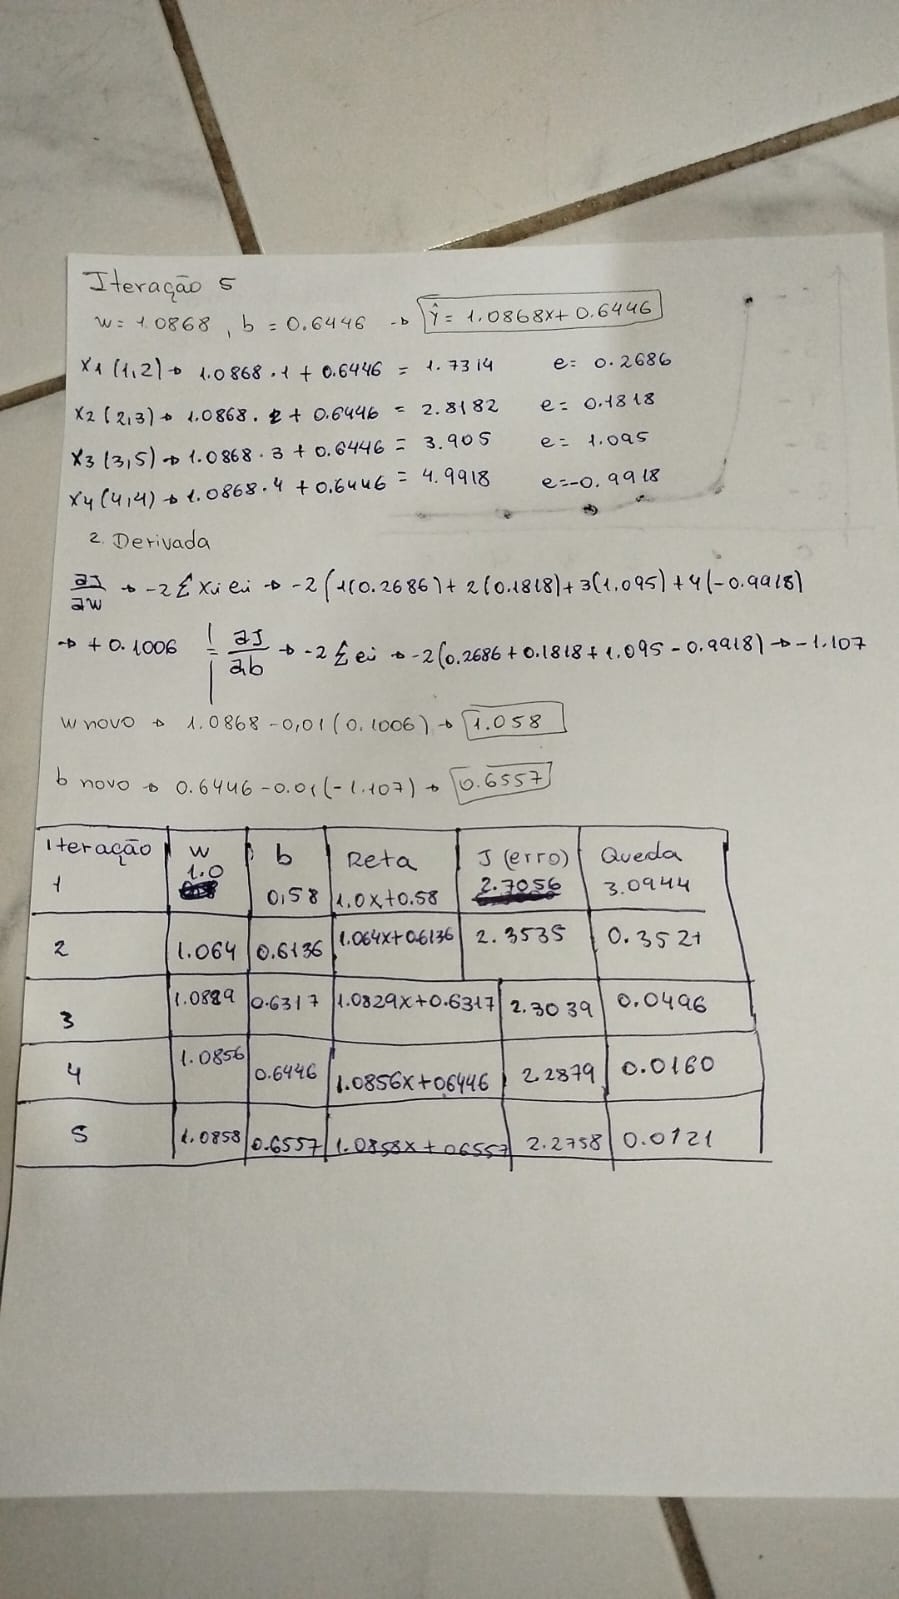 Iteração 5
w = 1.0868, b = 0.6446 → Ŷ = 1.0868x + 0.6446
x1 (1,2) → 1.0868 · 1 + 0.6446 = 1.7314 e = 0.2686
x2 (2,3) → 1.0868 · 2 + 0.6446 = 2.8182 e = 0.1818
x3 (3,5) → 1.0868 · 3 + 0.6446 = 3.905 e = 1.095
x4 (4,4) → 1.0868 · 4 + 0.6446 = 4.9918 e = -0.9918
2. Derivada
∂J/∂w → -2 Σ xi ei → -2 (1(0.2686) + 2(0.1818) + 3(1.095) + 4(-0.9918)
→ +0.1006 | ∂J/∂b → -2 Σ ei → -2(0.2686 + 0.1818 + 1.095 - 0.9918) → -1.107
w novo → 1.0868 - 0,01 (0.1006) → 1.058
b novo → 0.6446 - 0.01 (-1.107) → 0.6557
Iteração w b Reta J (erro) Queda
1 1.0 0,58 1.0x+0.58 2.7056 3.0944
2 1.064 0.6136 1.064x+0.6136 2.3535 0.3521
3 1.0829 0.6317 1.0829x+0.6317 2.3039 0.0496
4 1.0856 0.6446 1.0856x+06446 2.2879 0.0160
5 1.0858 0.6557 1.0858x+06557 2.2758 0.0121